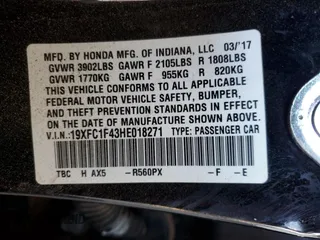 MFD. BY HONDA MFG. OF INDIANA, LLC 03/'17
GVWR 3902LBS GAWR F 2105LBS R 1808LBS
GVWR 1770KG GAWR F 955KG R 820KG
THIS VEHICLE CONFORMS TO ALL APPLICABLE
FEDERAL MOTOR VEHICLE SAFETY, BUMPER,
AND THEFT PREVENTION STANDARDS IN EFFECT
ON THE DATE OF MANUFACTURE SHOWN ABOVE.
V.I.N.: 19XFC1F43HE018271 TYPE: PASSENGER CAR
TBC H AX5 -R560PX -F -E